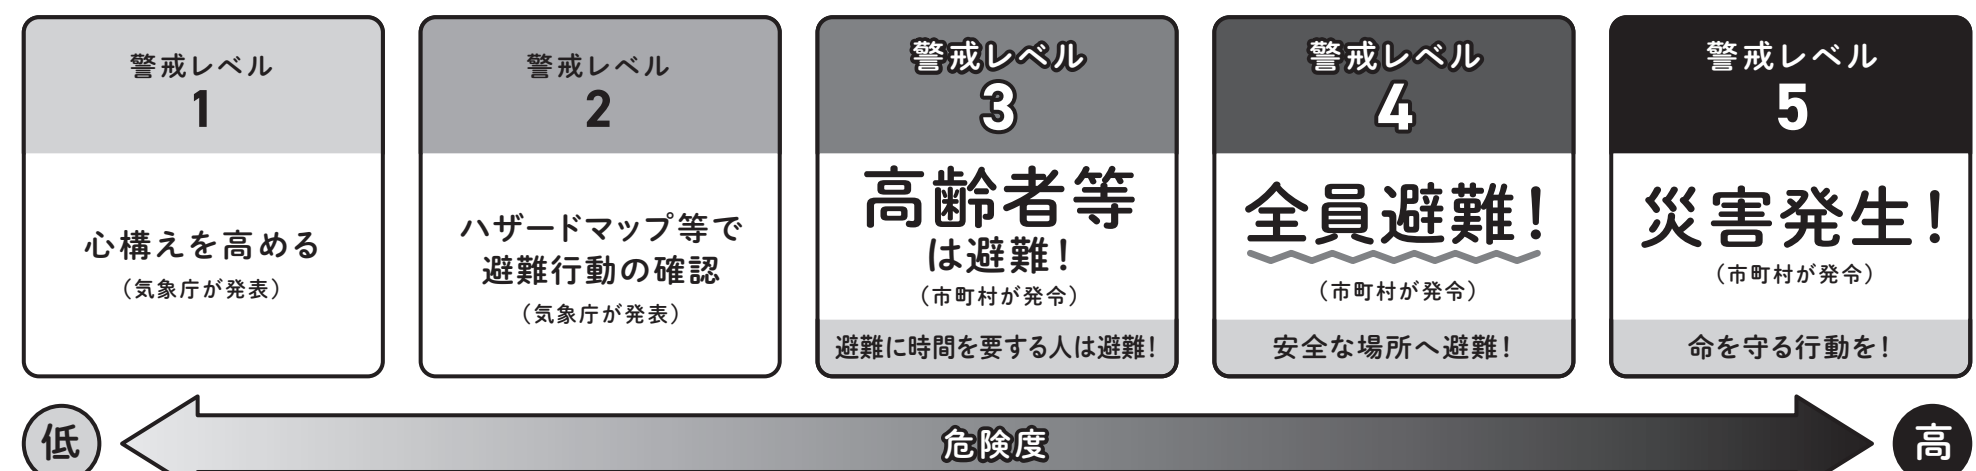 警戒レベル
1
心構えを高める
（気象庁が発表）
警戒レベル
2
ハザードマップ等で
避難行動の確認
（気象庁が発表）
警戒レベル
3
高齢者等
は避難！
（市町村が発令）
避難に時間を要する人は避難！
警戒レベル
4
全員避難！
（市町村が発令）
安全な場所へ避難！
警戒レベル
5
災害発生！
（市町村が発令）
命を守る行動を！
低
危険度
高